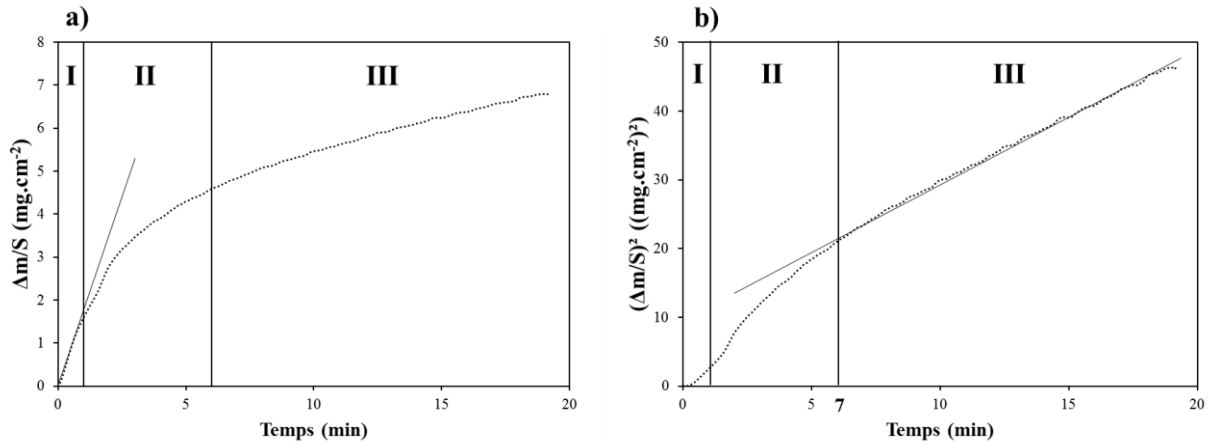 a)
I II III
Δm/S (mg.cm⁻²)
8
7
6
5
4
3
2
1
0
0 5 10 15 20
Temps (min)
b)
I II III
(Δm/S)² ((mg.cm⁻²)²)
50
40
30
20
10
0
0 5 7 10 15 20
Temps (min)